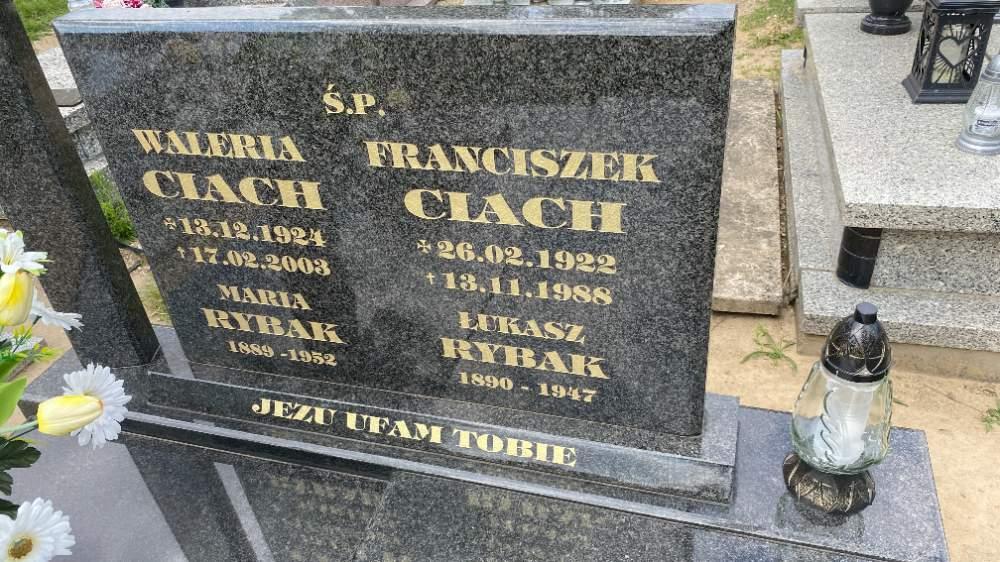 Ś.P.
WALERIA
CIACH
✠ 13.12.1924
† 17.02.2003
MARIA
RYBAK
1889 - 1952
FRANCISZEK
CIACH
✠ 26.02.1922
† 13.11.1988
ŁUKASZ
RYBAK
1890 - 1947
JEZU UFAM TOBIE